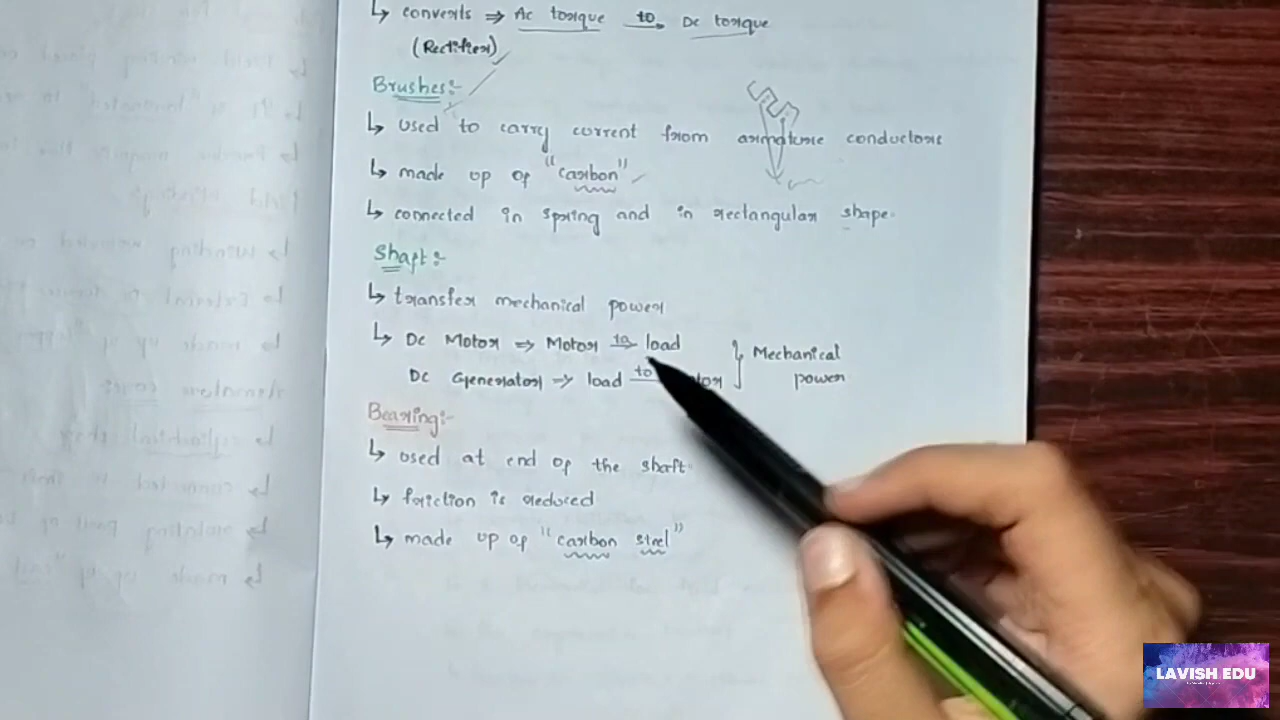 ↳ converts ⇒ Ac torque to→ Dc torque
(Rectifier)
Brushes:-
↳ used to carry current from armature conductors
↳ made up of "carbon"
↳ connected in spring and in rectangular shape.
Shaft:-
↳ transfer mechanical power
↳ Dc Motor ⇒ Motor to⇒ load
Dc Generator ⇒ load to
Mechanical
power
Bearing:-
↳ used at end of the shaft
↳ friction is reduced
↳ made up of "carbon steel"
LAVISH EDU